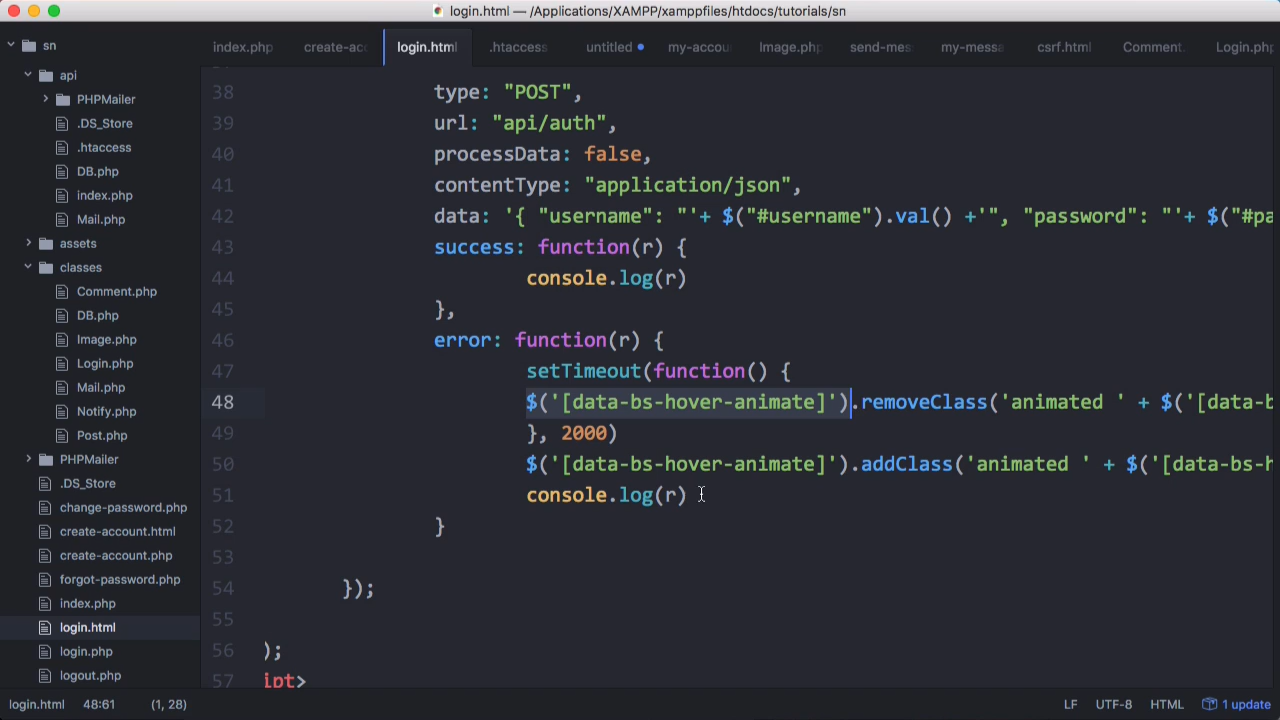 login.html — /Applications/XAMPP/xamppfiles/htdocs/tutorials/sn
sn
api
PHPMailer
.DS_Store
.htaccess
DB.php
index.php
Mail.php
assets
classes
Comment.php
DB.php
Image.php
Login.php
Mail.php
Notify.php
Post.php
PHPMailer
.DS_Store
change-password.php
create-account.html
create-account.php
forgot-password.php
index.php
login.html
login.php
logout.php
index.php create-acc login.html .htaccess untitled my-accou Image.php send-mes my-messa csrf.html Comment. Login.php
38 type: "POST",
39 url: "api/auth",
40 processData: false,
41 contentType: "application/json",
42 data: '{ "username": "'+ $("#username").val() +'", "password": "'+ $("#pa
43 success: function(r) {
44 console.log(r)
45 },
46 error: function(r) {
47 setTimeout(function() {
48 $('[data-bs-hover-animate]').removeClass('animated ' + $('[data-b
49 }, 2000)
50 $('[data-bs-hover-animate]').addClass('animated ' + $('[data-bs-h
51 console.log(r)
52 }
53
54 });
55
56 );
57 ipt>
login.html 48:61 (1, 28) LF UTF-8 HTML 1 update